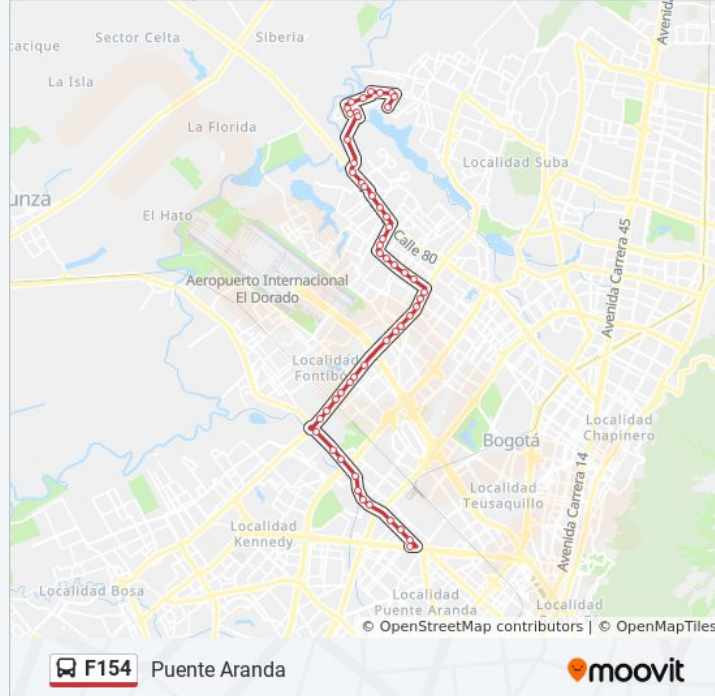 Sector Celta
Siberia
cacique
La Isla
La Florida
Localidad Suba
unza
El Hato
Calle 80
Aeropuerto Internacional
El Dorado
Avenida Carrera 45
Localidad
Fontibó
Localidad
Chapinero
Bogotá
Localidad
Teusaquillo
Avenida Carrera 14
Localidad
Kennedy
Localidad Bosa
Localidad
Puente Aranda
Localidad
Avenida
© OpenStreetMap contributors | © OpenMapTiles
F154 Puente Aranda
moovit